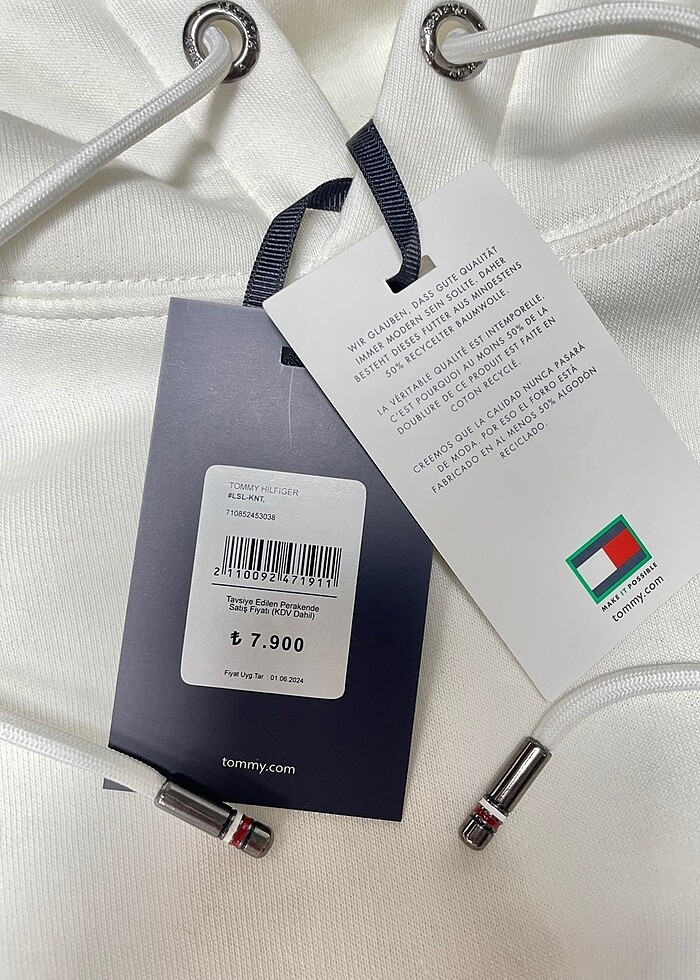 WIR GLAUBEN, DASS GUTE QUALITÄT
IMMER MODERN SEIN SOLLTE. DAHER
BESTEHT DIESES FUTTER AUS MINDESTENS
50% RECYCELTER BAUMWOLLE.
LA VÉRITABLE QUALITÉ EST INTEMPORELLE.
C'EST POURQUOI AU MOINS 50% DE LA
DOUBLURE DE CE PRODUIT EST FAITE EN
COTON RECYCLÉ.
CREEMOS QUE LA CALIDAD NUNCA PASARÁ
DE MODA. POR ESO EL FORRO ESTÁ
FABRICADO EN AL MENOS 50% ALGODÓN
RECICLADO.
MAKE IT POSSIBLE
tommy.com
TOMMY HILFIGER
#LSL-KNT,
710852453038
2 110092 471911
Tavsiye Edilen Perakende
Satış Fiyatı (KDV Dahil)
₺ 7.900
Fiyat Uyg.Tar. : 01.06.2024
tommy.com